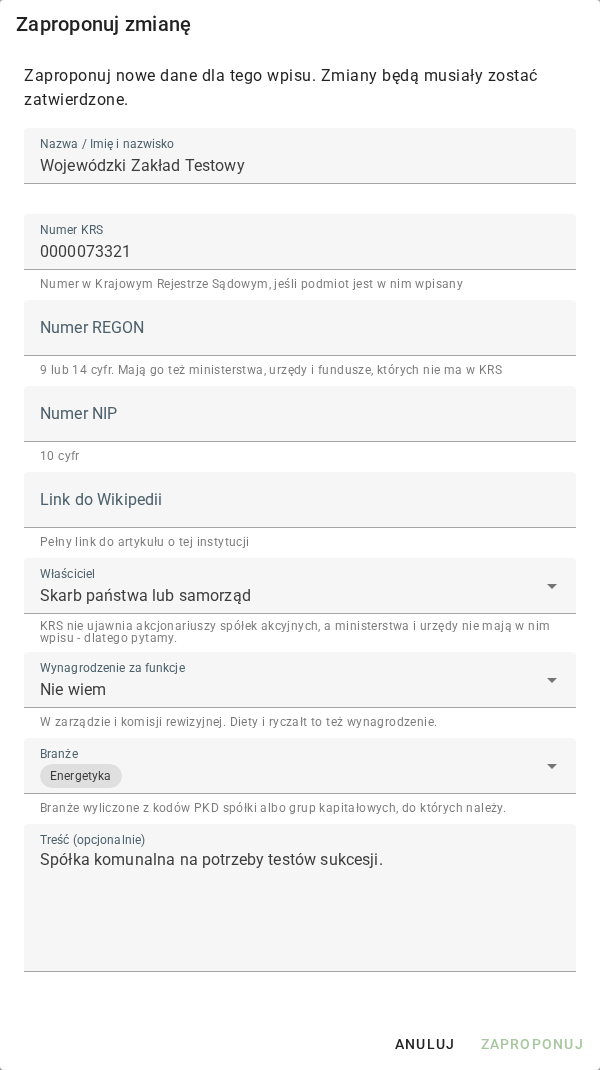 Zaproponuj zmianę
Zaproponuj nowe dane dla tego wpisu. Zmiany będą musiały zostać
zatwierdzone.
Nazwa / Imię i nazwisko
Wojewódzki Zakład Testowy
Numer KRS
0000073321
Numer w Krajowym Rejestrze Sądowym, jeśli podmiot jest w nim wpisany
Numer REGON
9 lub 14 cyfr. Mają go też ministerstwa, urzędy i fundusze, których nie ma w KRS
Numer NIP
10 cyfr
Link do Wikipedii
Pełny link do artykułu o tej instytucji
Właściciel
Skarb państwa lub samorząd
KRS nie ujawnia akcjonariuszy spółek akcyjnych, a ministerstwa i urzędy nie mają w nim
wpisu - dlatego pytamy.
Wynagrodzenie za funkcje
Nie wiem
W zarządzie i komisji rewizyjnej. Diety i ryczałt to też wynagrodzenie.
Branże
Energetyka
Branże wyliczone z kodów PKD spółki albo grup kapitałowych, do których należy.
Treść (opcjonalnie)
Spółka komunalna na potrzeby testów sukcesji.
ANULUJ ZAPROPONUJ